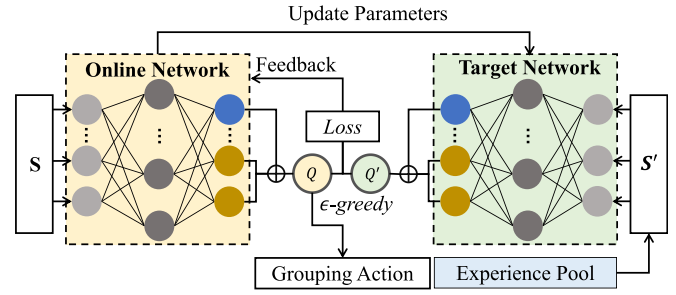 Update Parameters
Online Network
Feedback
Target Network
Loss
S
Q
Q'
S'
ϵ-greedy
Grouping Action
Experience Pool